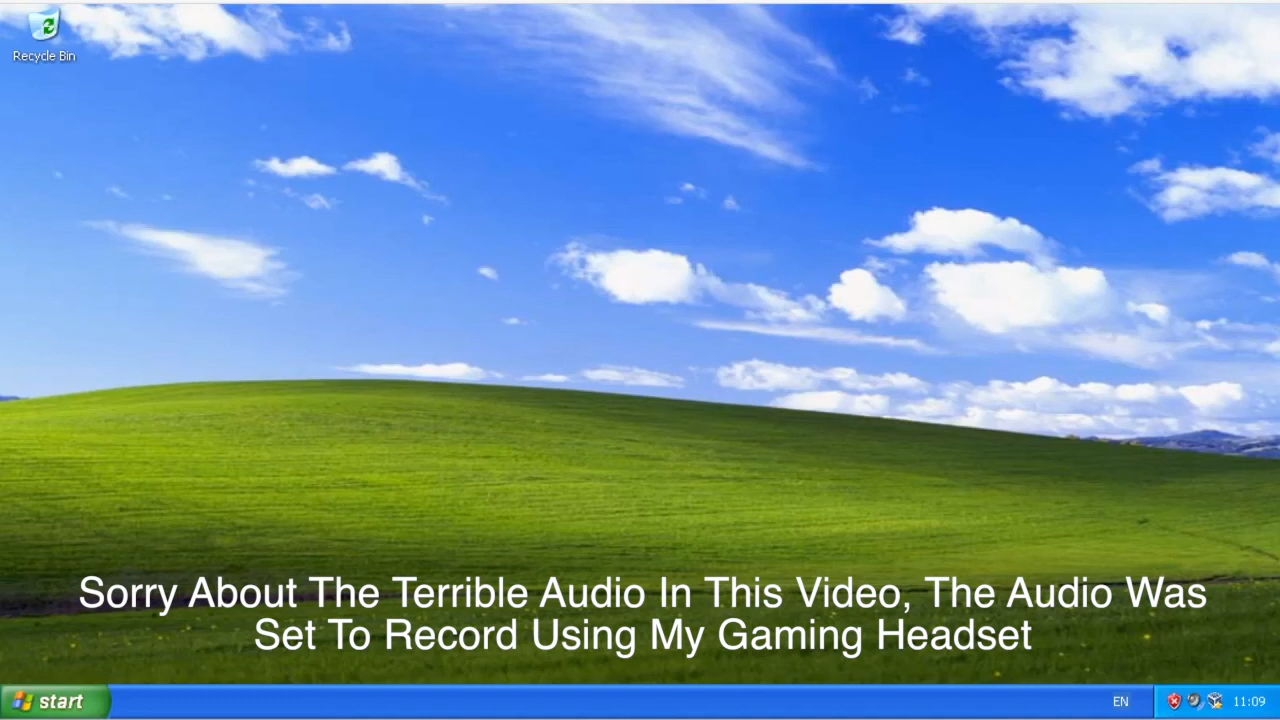 Recycle Bin
Sorry About The Terrible Audio In This Video, The Audio Was
Set To Record Using My Gaming Headset
start
EN
11:09